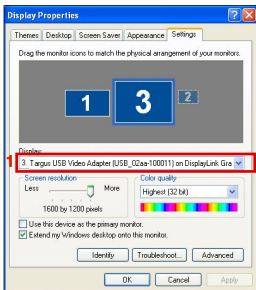 Display Properties
Themes Desktop Screen Saver Appearance Settings
Drag the monitor icons to match the physical arrangement of your monitors.
1 3 2
Display:
1
3. Targus USB Video Adapter (USB_02aa-100011) on DisplayLink Gra
Screen resolution
Less More
1600 by 1200 pixels
Color quality
Highest (32 bit)
Use this device as the primary monitor.
Extend my Windows desktop onto this monitor.
Identify Troubleshoot... Advanced
OK Cancel Apply